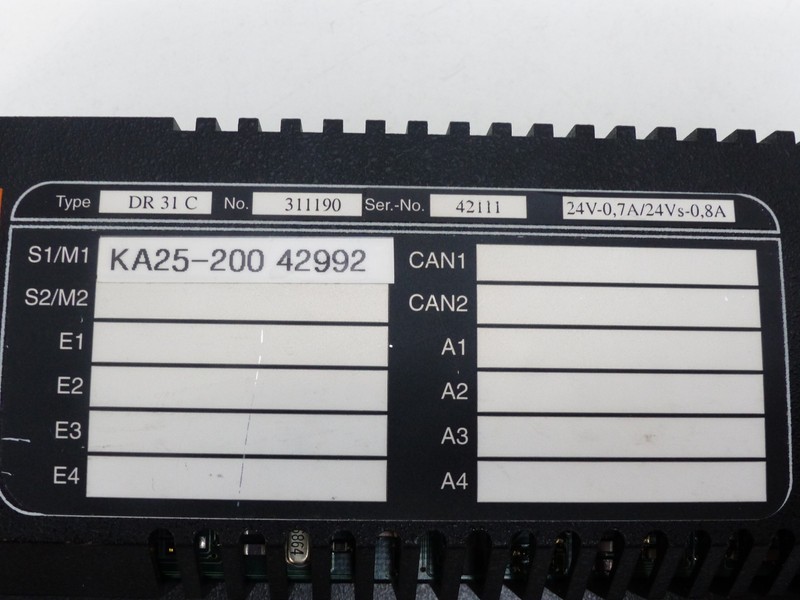 Type DR 31 C No. 311190 Ser.-No. 42111 24V-0,7A/24Vs-0,8A
S1/M1 KA25-200 42992 CAN1
S2/M2 CAN2
E1 A1
E2 A2
E3 A3
E4 A4
864